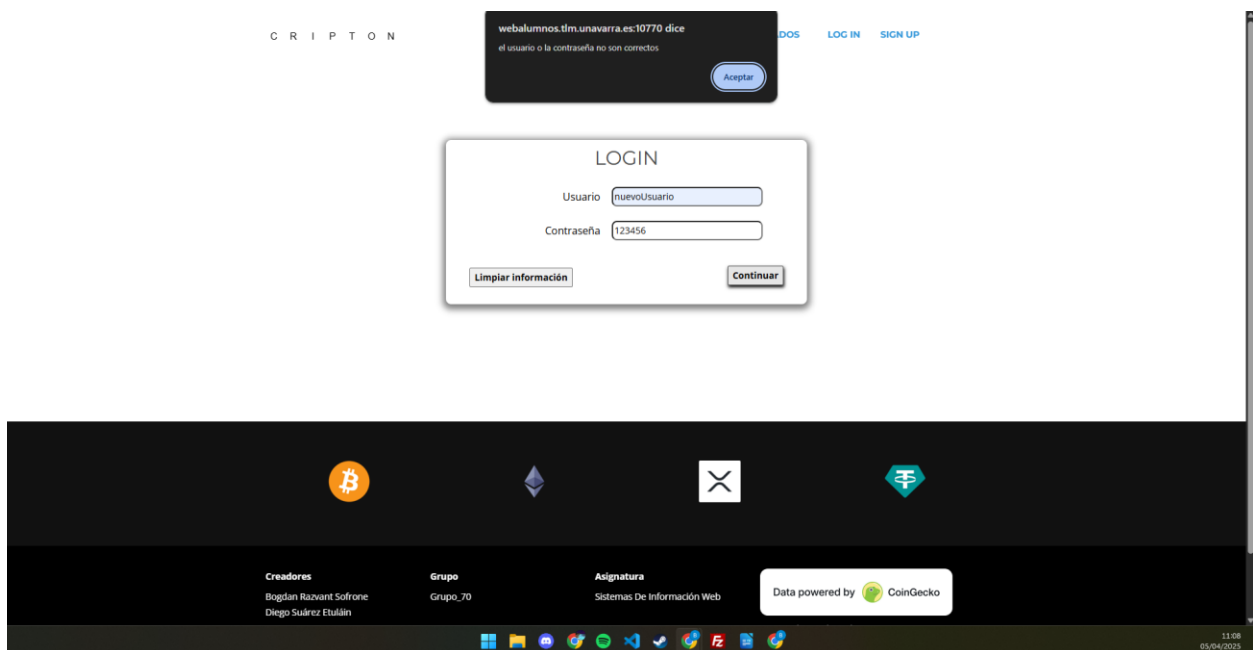 C R I P T O N
webalumnos.tlm.unavarra.es:10770 dice
el usuario o la contraseña no son correctos
Aceptar
LOG IN SIGN UP
LOGIN
Usuario nuevoUsuario
Contraseña 123456
Limpiar información Continuar
Creadores
Bogdan Razvant Sofrone
Diego Suárez Etuláin
Grupo
Grupo_70
Asignatura
Sistemas De Información Web
Data powered by CoinGecko
11:08
05/04/2025